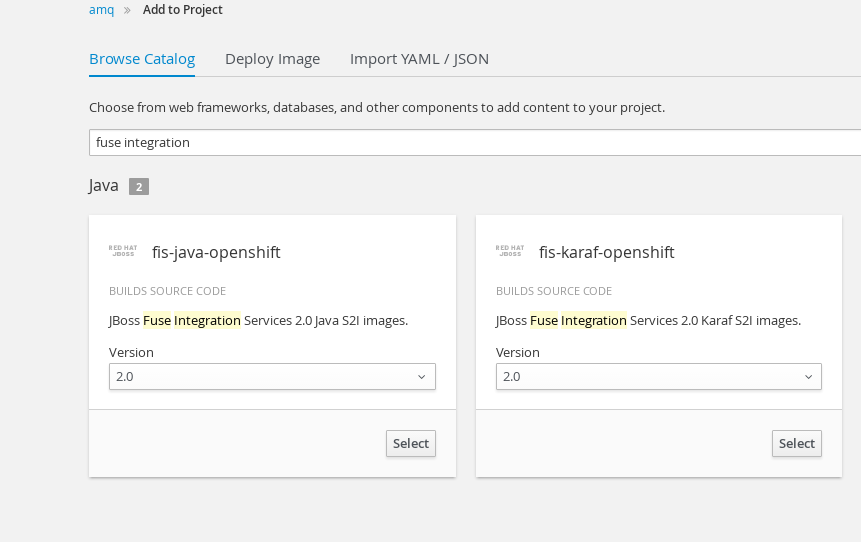 amq » Add to Project
Browse Catalog Deploy Image Import YAML / JSON
Choose from web frameworks, databases, and other components to add content to your project.
fuse integration
Java 2
RED HAT
JBOSS
fis-java-openshift
BUILDS SOURCE CODE
JBoss Fuse Integration Services 2.0 Java S2I images.
Version
2.0
Select
RED HAT
JBOSS
fis-karaf-openshift
BUILDS SOURCE CODE
JBoss Fuse Integration Services 2.0 Karaf S2I images.
Version
2.0
Select